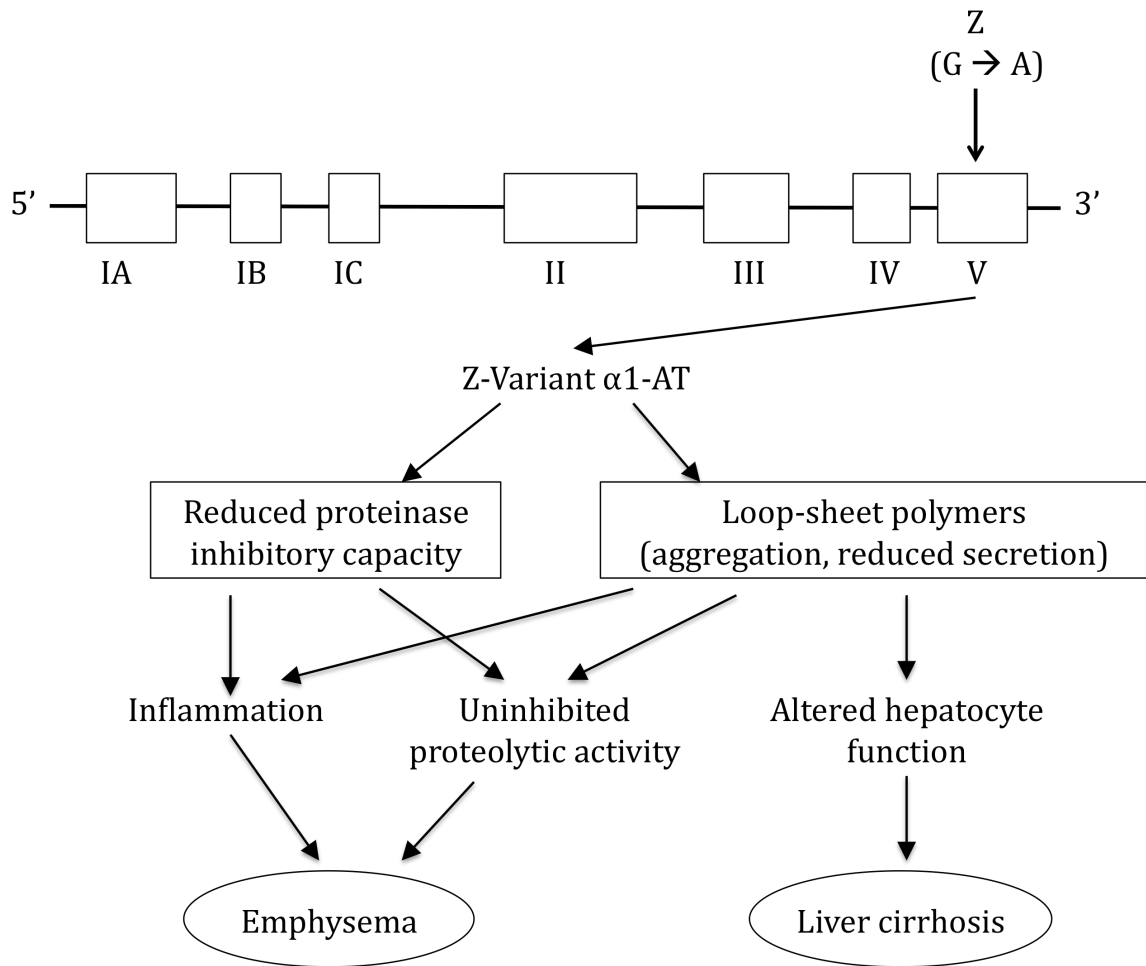 Z
(G → A)
5’
3’
IA
IB
IC
II
III
IV
V
Z-Variant α1-AT
Reduced proteinase
inhibitory capacity
Loop-sheet polymers
(aggregation, reduced secretion)
Inflammation
Uninhibited
proteolytic activity
Altered hepatocyte
function
Emphysema
Liver cirrhosis